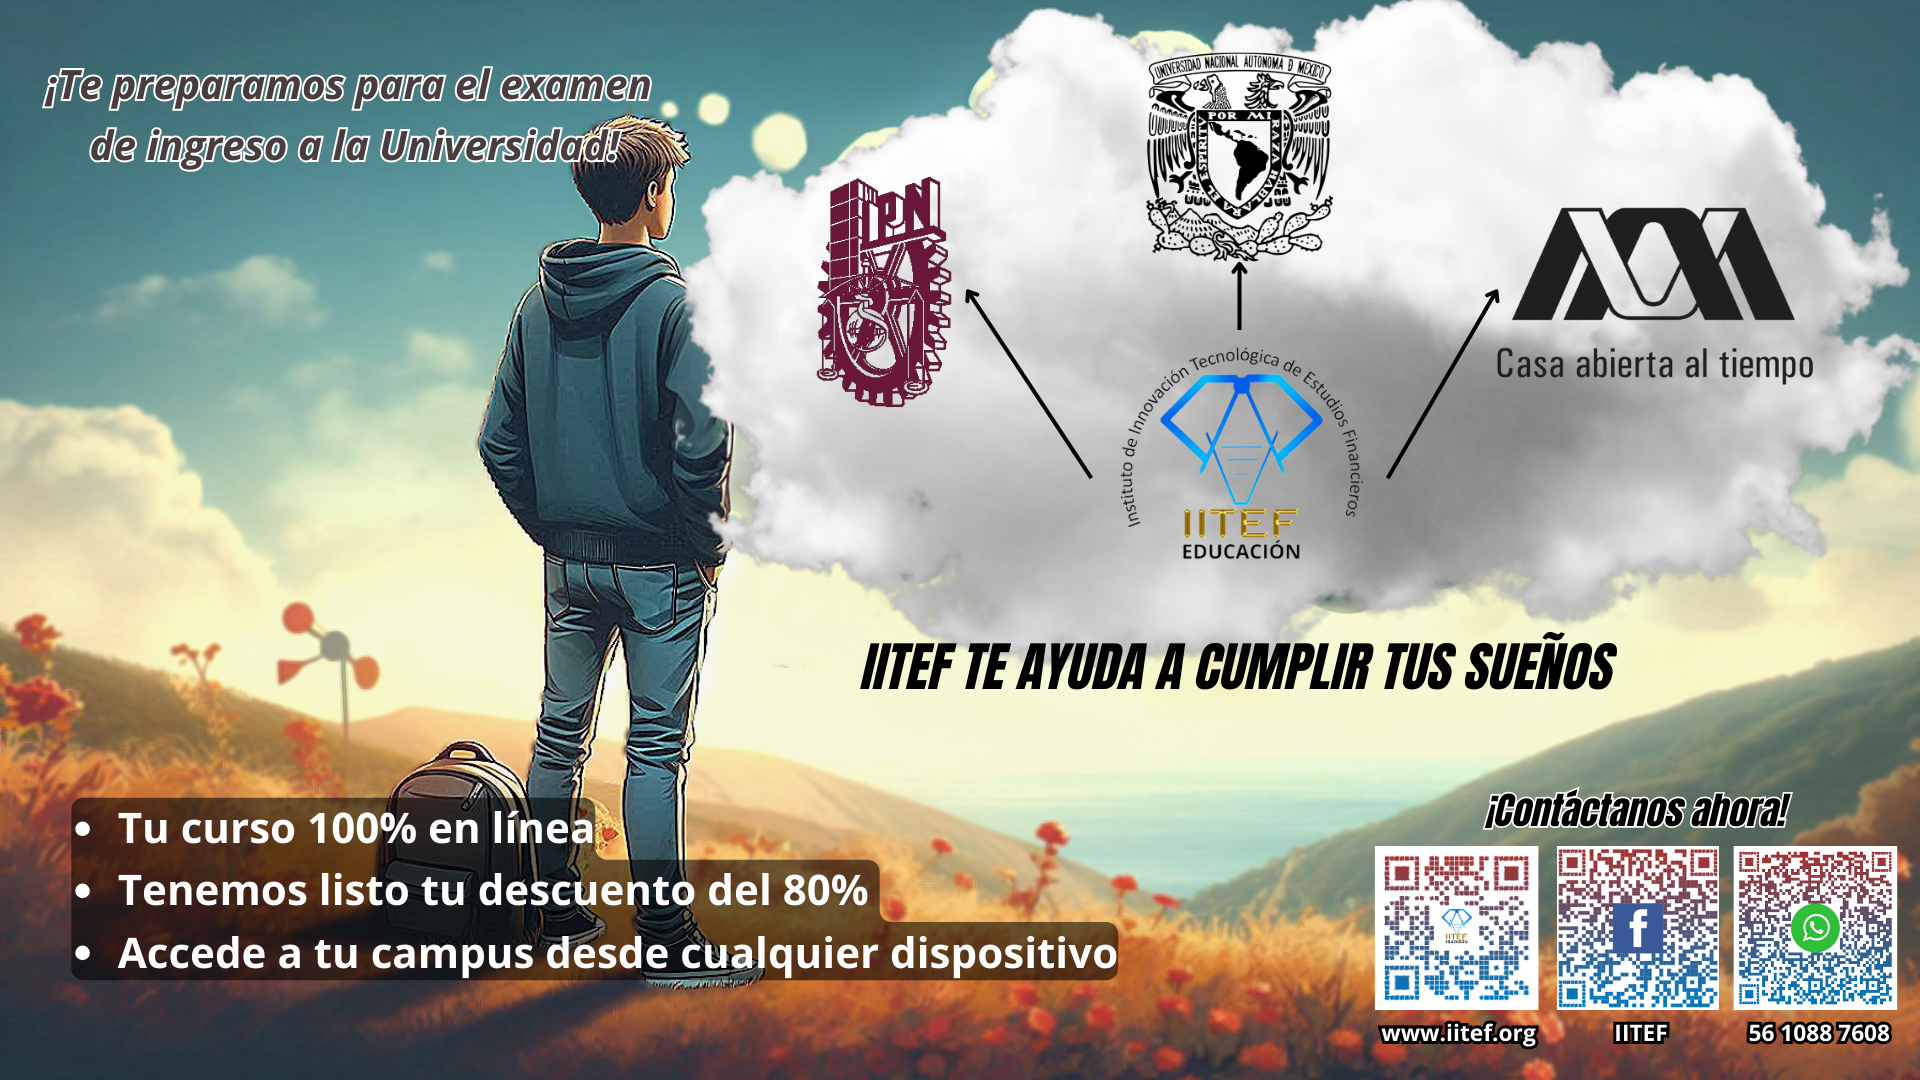 ¡Te preparamos para el examen
de ingreso a la Universidad!
UNIVERSIDAD NACIONAL AUTONOMA D MEXICO
POR MI RAZA HABLARA EL ESPIRITU
IPN
Casa abierta al tiempo
Instituto de Innovación Tecnológica de Estudios Financieros
IITEF
EDUCACIÓN
IITEF TE AYUDA A CUMPLIR TUS SUEÑOS
• Tu curso 100% en línea
• Tenemos listo tu descuento del 80%
• Accede a tu campus desde cualquier dispositivo
¡Contáctanos ahora!
IITEF
EDUCACIÓN
www.iitef.org
IITEF
56 1088 7608